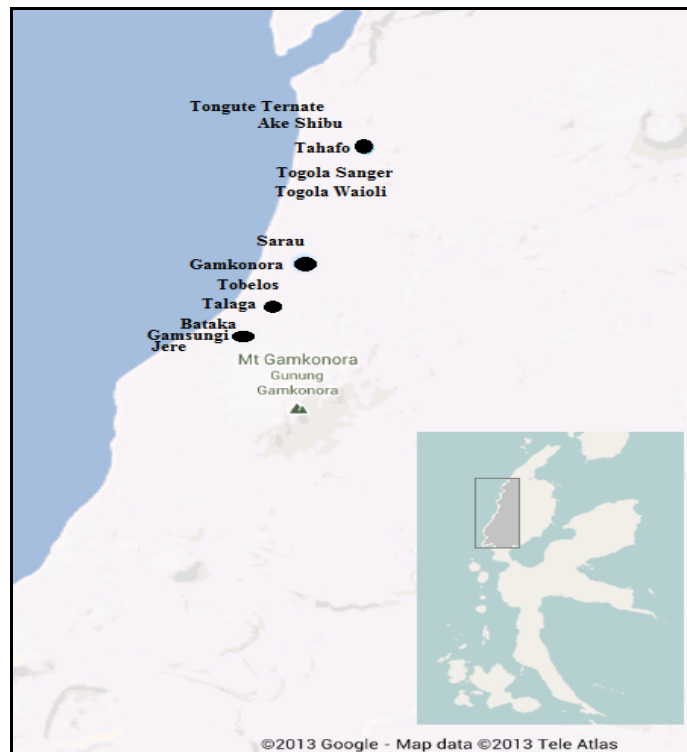 Tongute Ternate
Ake Shibu
Tahafo
Togola Sanger
Togola Waioli
Sarau
Gamkonora
Tobelos
Talaga
Bataka
Gamsungi
Jere
Mt Gamkonora
Gunung
Gamkonora
©2013 Google - Map data ©2013 Tele Atlas